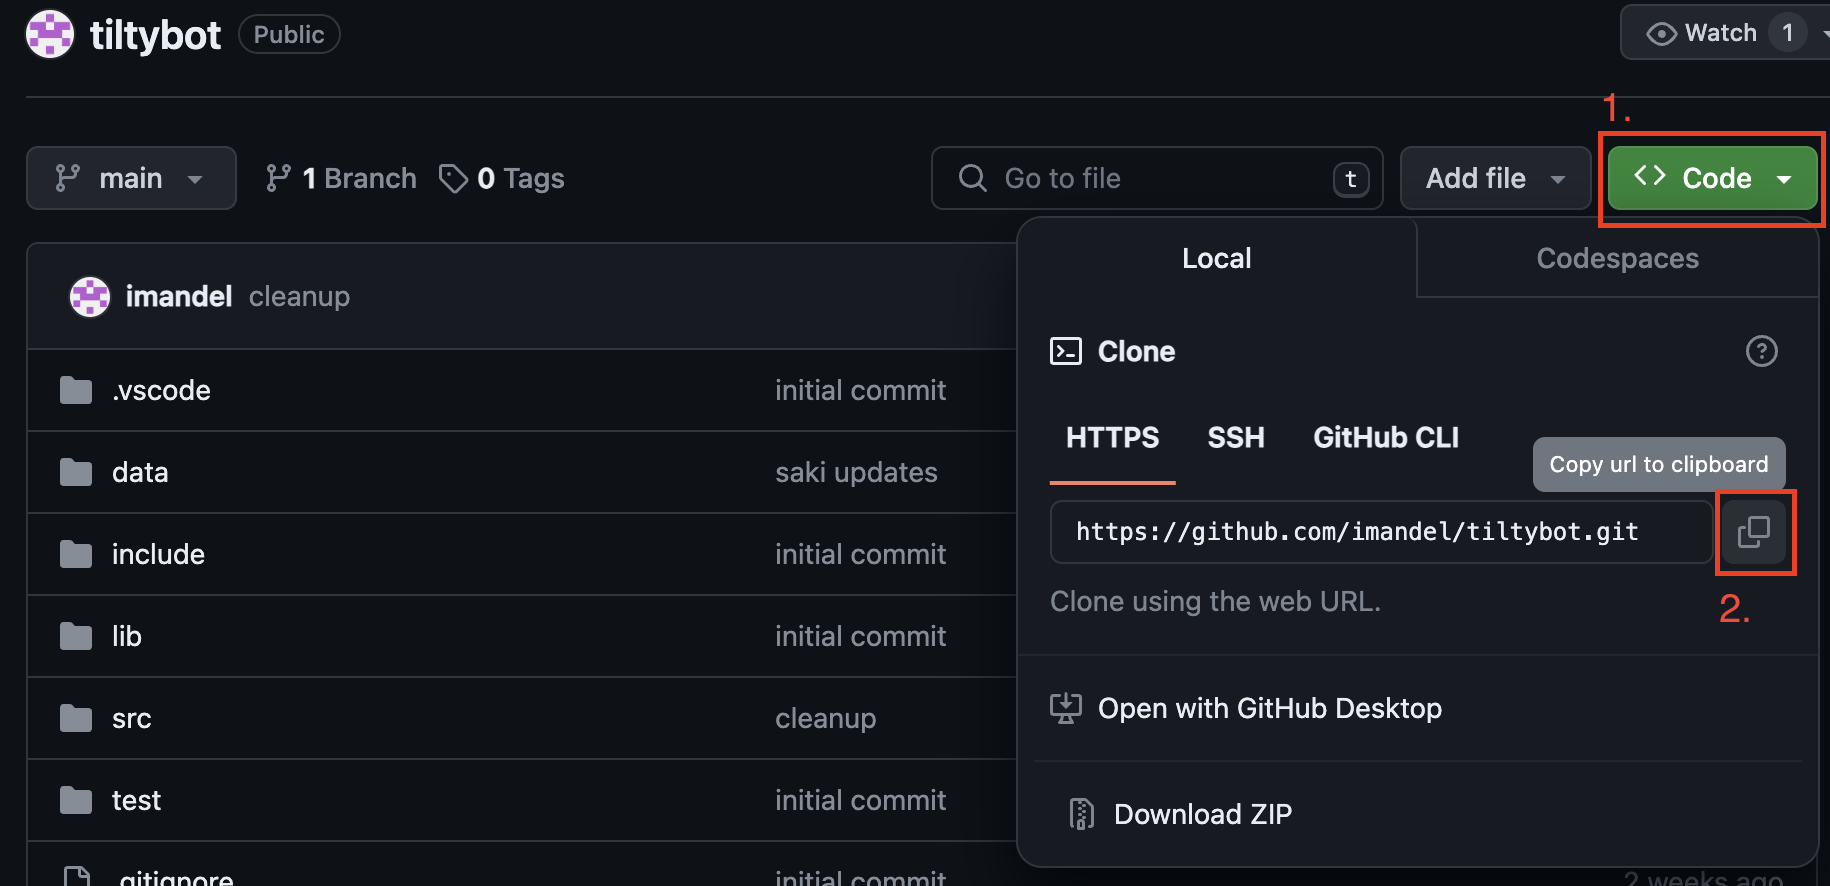 tiltybot Public
Watch 1
1.
main
1 Branch
0 Tags
Go to file t
Add file
<> Code
imandel cleanup
.vscode initial commit
data saki updates
include initial commit
lib initial commit
src cleanup
test initial commit
.gitignore initial commit 2 weeks ago
Local
Codespaces
Clone
HTTPS SSH GitHub CLI
Copy url to clipboard
https://github.com/imandel/tiltybot.git
Clone using the web URL.
2.
Open with GitHub Desktop
Download ZIP